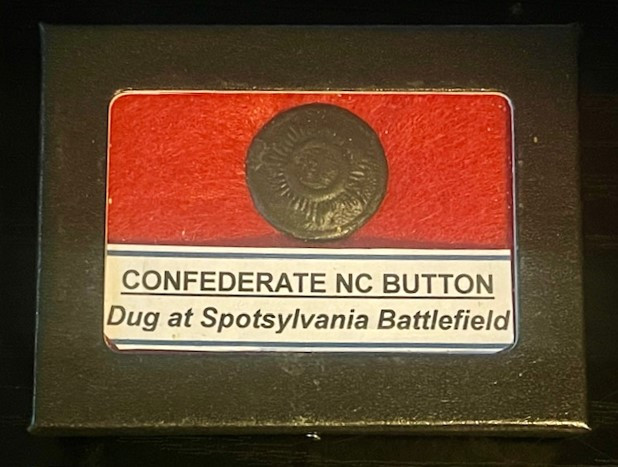 CONFEDERATE NC BUTTON
Dug at Spotsylvania Battlefield